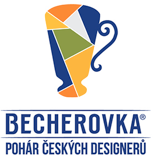 BECHEROVKA®
POHÁR ČESKÝCH DESIGNERŮ